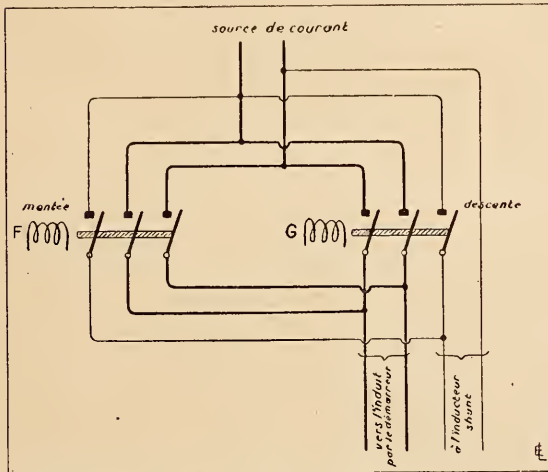 source de courant
montée
F
G
descente
vers l'induit
par le démarreur
à l'inducteur
shunt